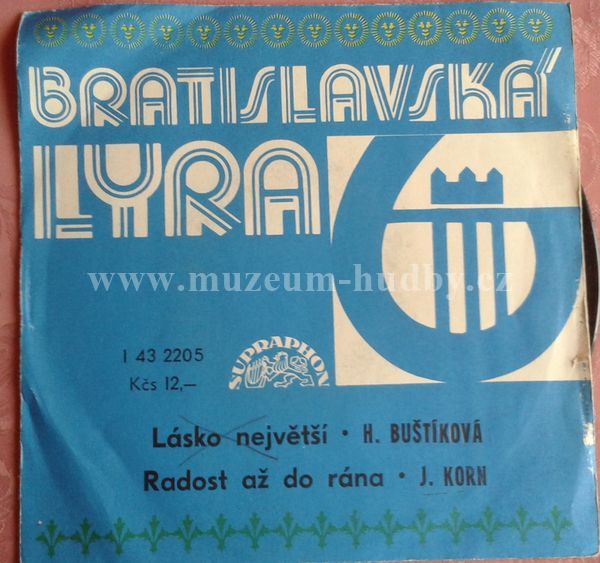 BRATISLAVSKÁ
LYRA
www.muzeum-hudby.cz
1 43 2205
Kčs 12,—
SUPRAPHON
Lásko největší • H. BUŠTÍKOVÁ
Radost až do rána • J. KORN